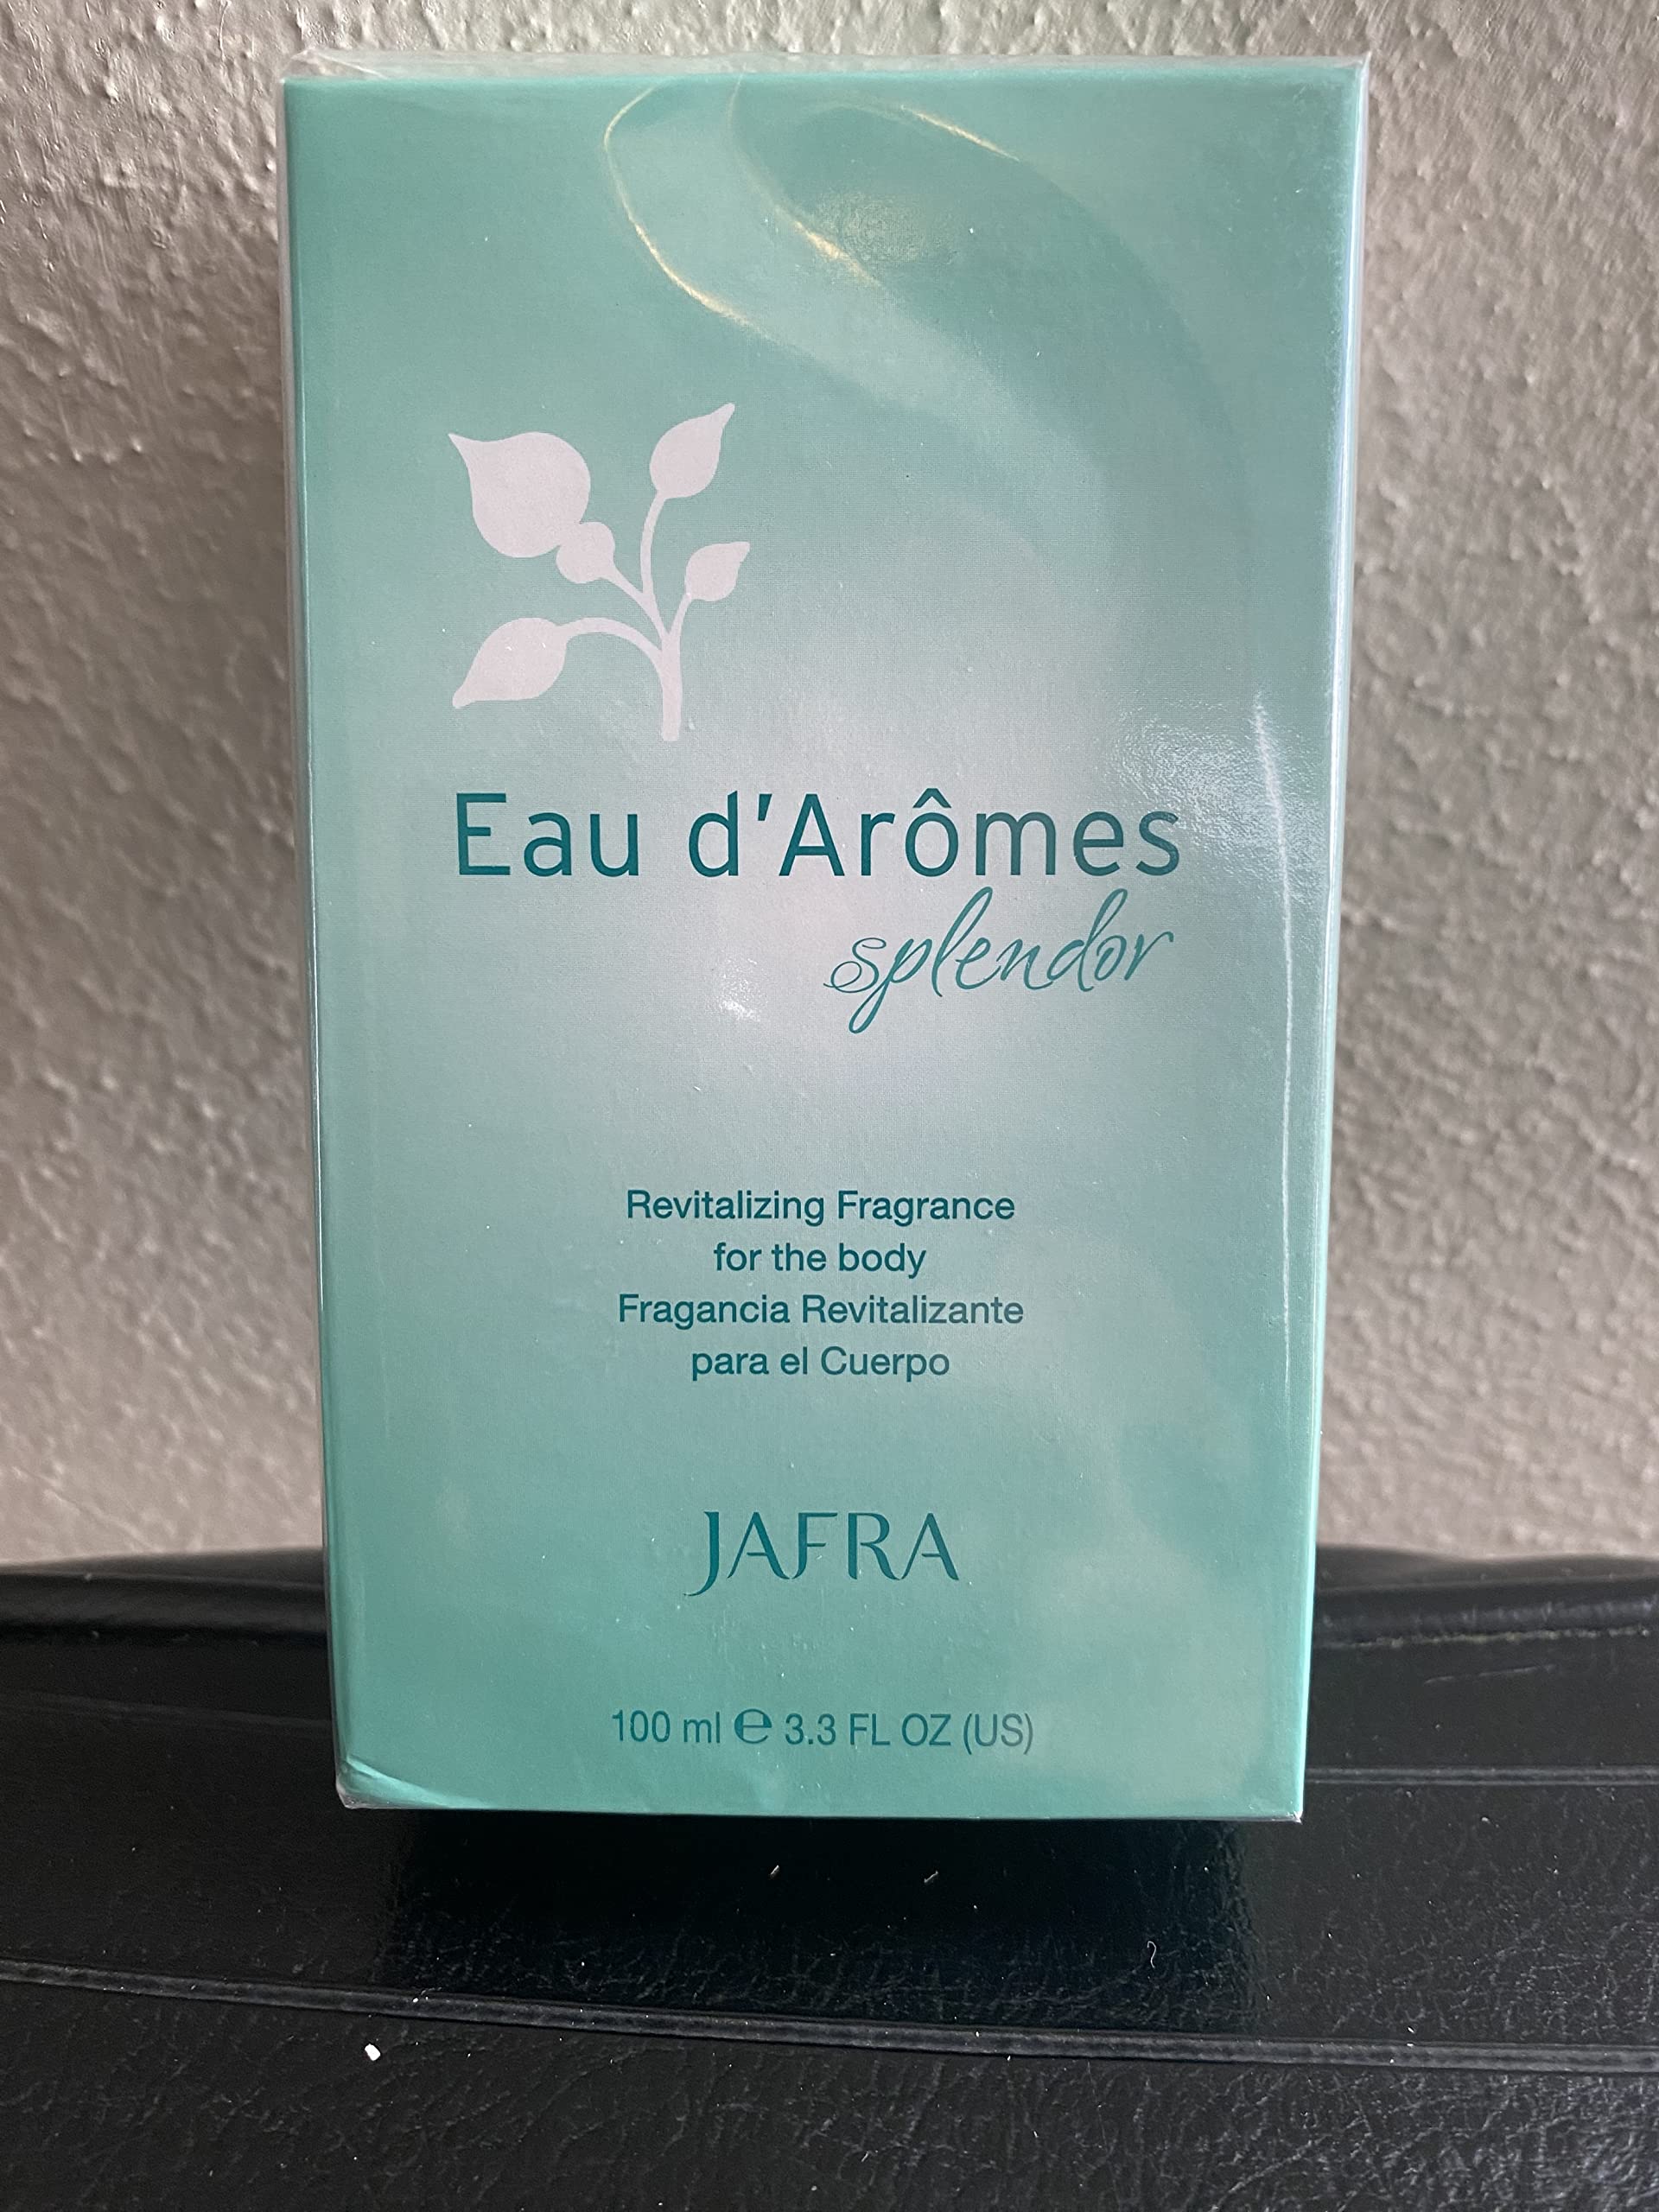 Eau d'Arômes
splendor
Revitalizing Fragrance
for the body
Fragancia Revitalizante
para el Cuerpo
JAFRA
100 ml ℮ 3.3 FL OZ (US)